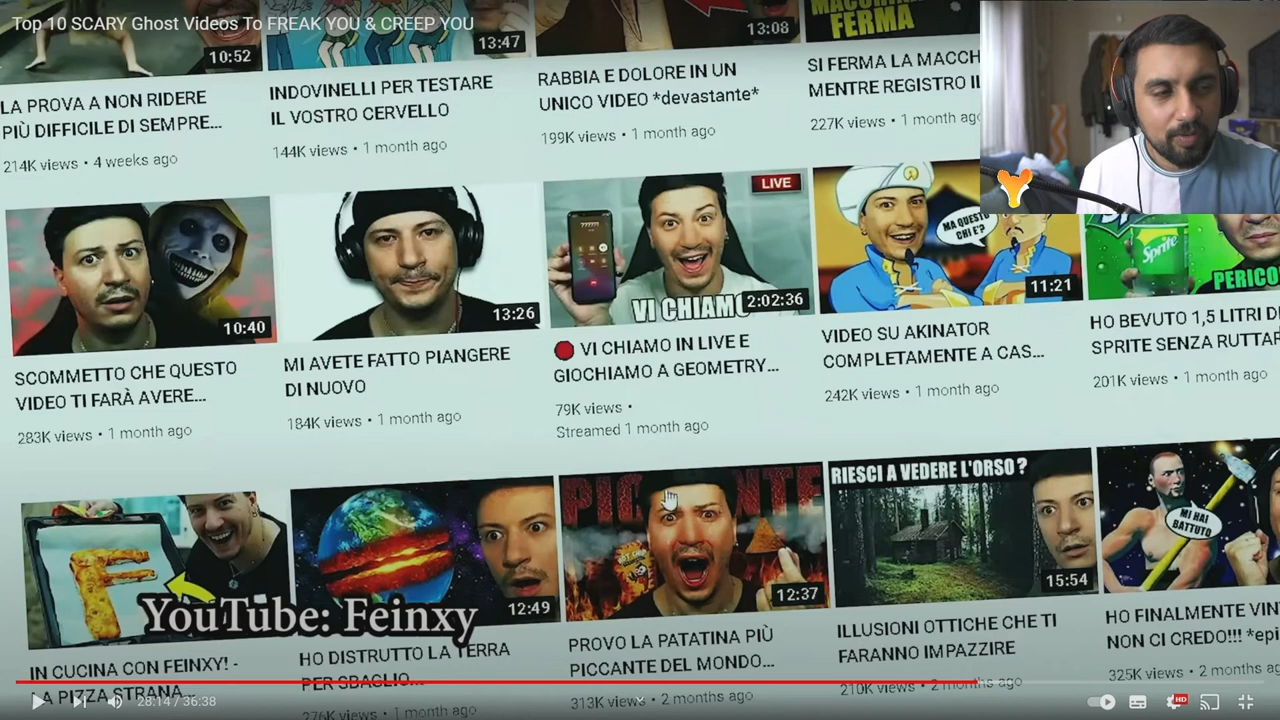 Top 10 SCARY Ghost Videos To FREAK YOU & CREEP YOU
10:52
13:47
13:08
FERMA
LA PROVA A NON RIDERE
PIÙ DIFFICILE DI SEMPRE...
214K views • 4 weeks ago
INDOVINELLI PER TESTARE
IL VOSTRO CERVELLO
144K views • 1 month ago
RABBIA E DOLORE IN UN
UNICO VIDEO *devastante*
199K views • 1 month ago
SI FERMA LA MACCH
MENTRE REGISTRO IL
227K views • 1 month ago
10:40
13:26
LIVE
777771
VI CHIAMO
2:02:36
MA QUESTO
CHI E'?
11:21
Sprite
PERICO
SCOMMETTO CHE QUESTO
VIDEO TI FARÀ AVERE...
283K views • 1 month ago
MI AVETE FATTO PIANGERE
DI NUOVO
184K views • 1 month ago
VI CHIAMO IN LIVE E
GIOCHIAMO A GEOMETRY...
79K views •
Streamed 1 month ago
VIDEO SU AKINATOR
COMPLETAMENTE A CAS...
242K views • 1 month ago
HO BEVUTO 1,5 LITRI DI
SPRITE SENZA RUTTAR
201K views • 1 month ago
F
12:49
PICCANTE
12:37
RIESCI A VEDERE L'ORSO?
15:54
MI HAI
BATTUTO
YouTube: Feinxy
IN CUCINA CON FEINXY! -
LA PIZZA STRANA...
HO DISTRUTTO LA TERRA
PER SBAGLIO...
276K views • 1 month ago
PROVO LA PATATINA PIÙ
PICCANTE DEL MONDO...
313K views • 2 months ago
ILLUSIONI OTTICHE CHE TI
FARANNO IMPAZZIRE
210K views • 2 months ago
HO FINALMENTE VIN
NON CI CREDO!!! *epi
325K views • 2 months ago
28:14 / 36:38
HD